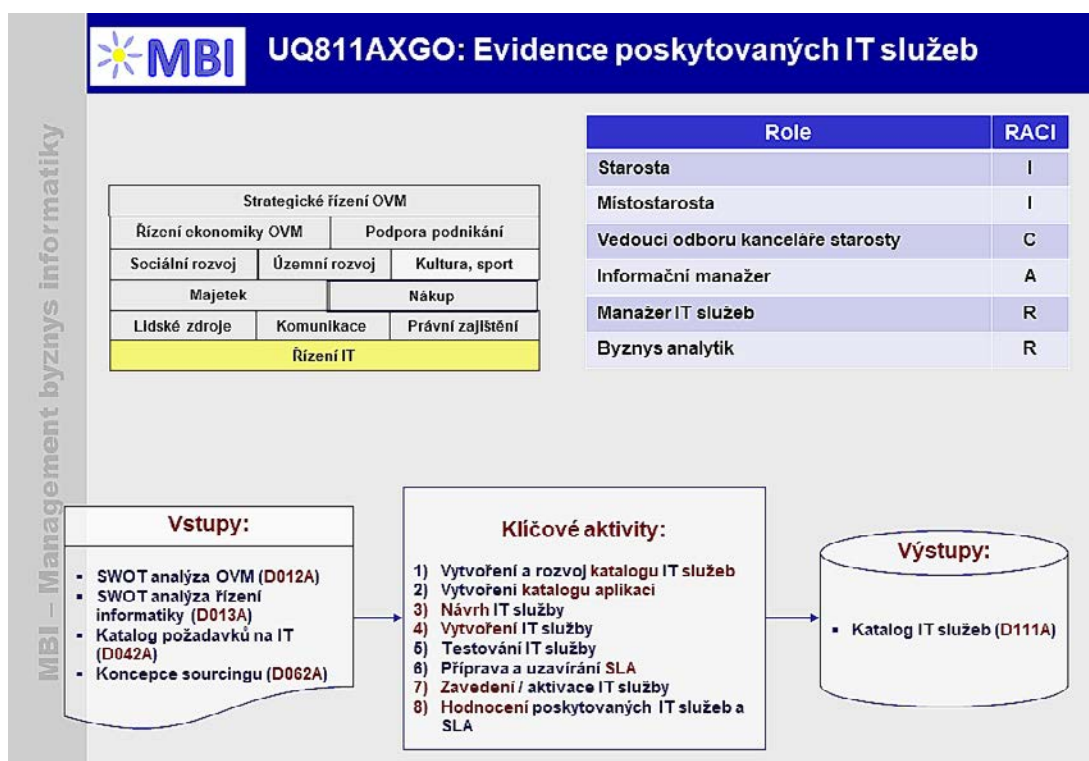 MBI
UQ811AXGO: Evidence poskytovaných IT služeb
MBI – Management byznys informatiky
Strategické řízení OVM
Řízení ekonomiky OVM
Podpora podnikání
Sociální rozvoj
Územní rozvoj
Kultura, sport
Majetek
Nákup
Lidské zdroje
Komunikace
Právní zajištění
Řízení IT
Role RACI
Starosta I
Místostarosta I
Vedoucí odboru kanceláře starosty C
Informační manažer A
Manažer IT služeb R
Byznys analytik R
Vstupy:
▪ SWOT analýza OVM (D012A)
▪ SWOT analýza řízení
informatiky (D013A)
▪ Katalog požadavků na IT
(D042A)
▪ Koncepce sourcingu (D062A)
Klíčové aktivity:
1) Vytvoření a rozvoj katalogu IT služeb
2) Vytvoření katalogu aplikací
3) Návrh IT služby
4) Vytvoření IT služby
5) Testování IT služby
6) Příprava a uzavírání SLA
7) Zavedení / aktivace IT služby
8) Hodnocení poskytovaných IT služeb a
SLA
Výstupy:
▪ Katalog IT služeb (D111A)